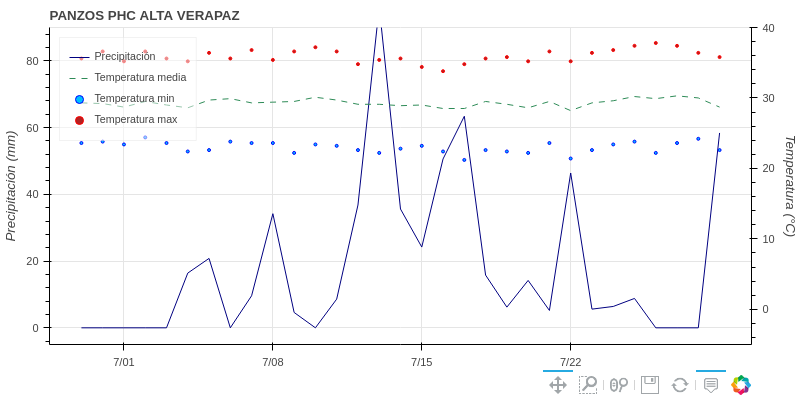 PANZOS PHC ALTA VERAPAZ
Precipitación
Temperatura media
Temperatura min
Temperatura max
Precipitación (mm)
80
60
40
20
0
Temperatura (°C)
40
30
20
10
0
7/01
7/08
7/15
7/22